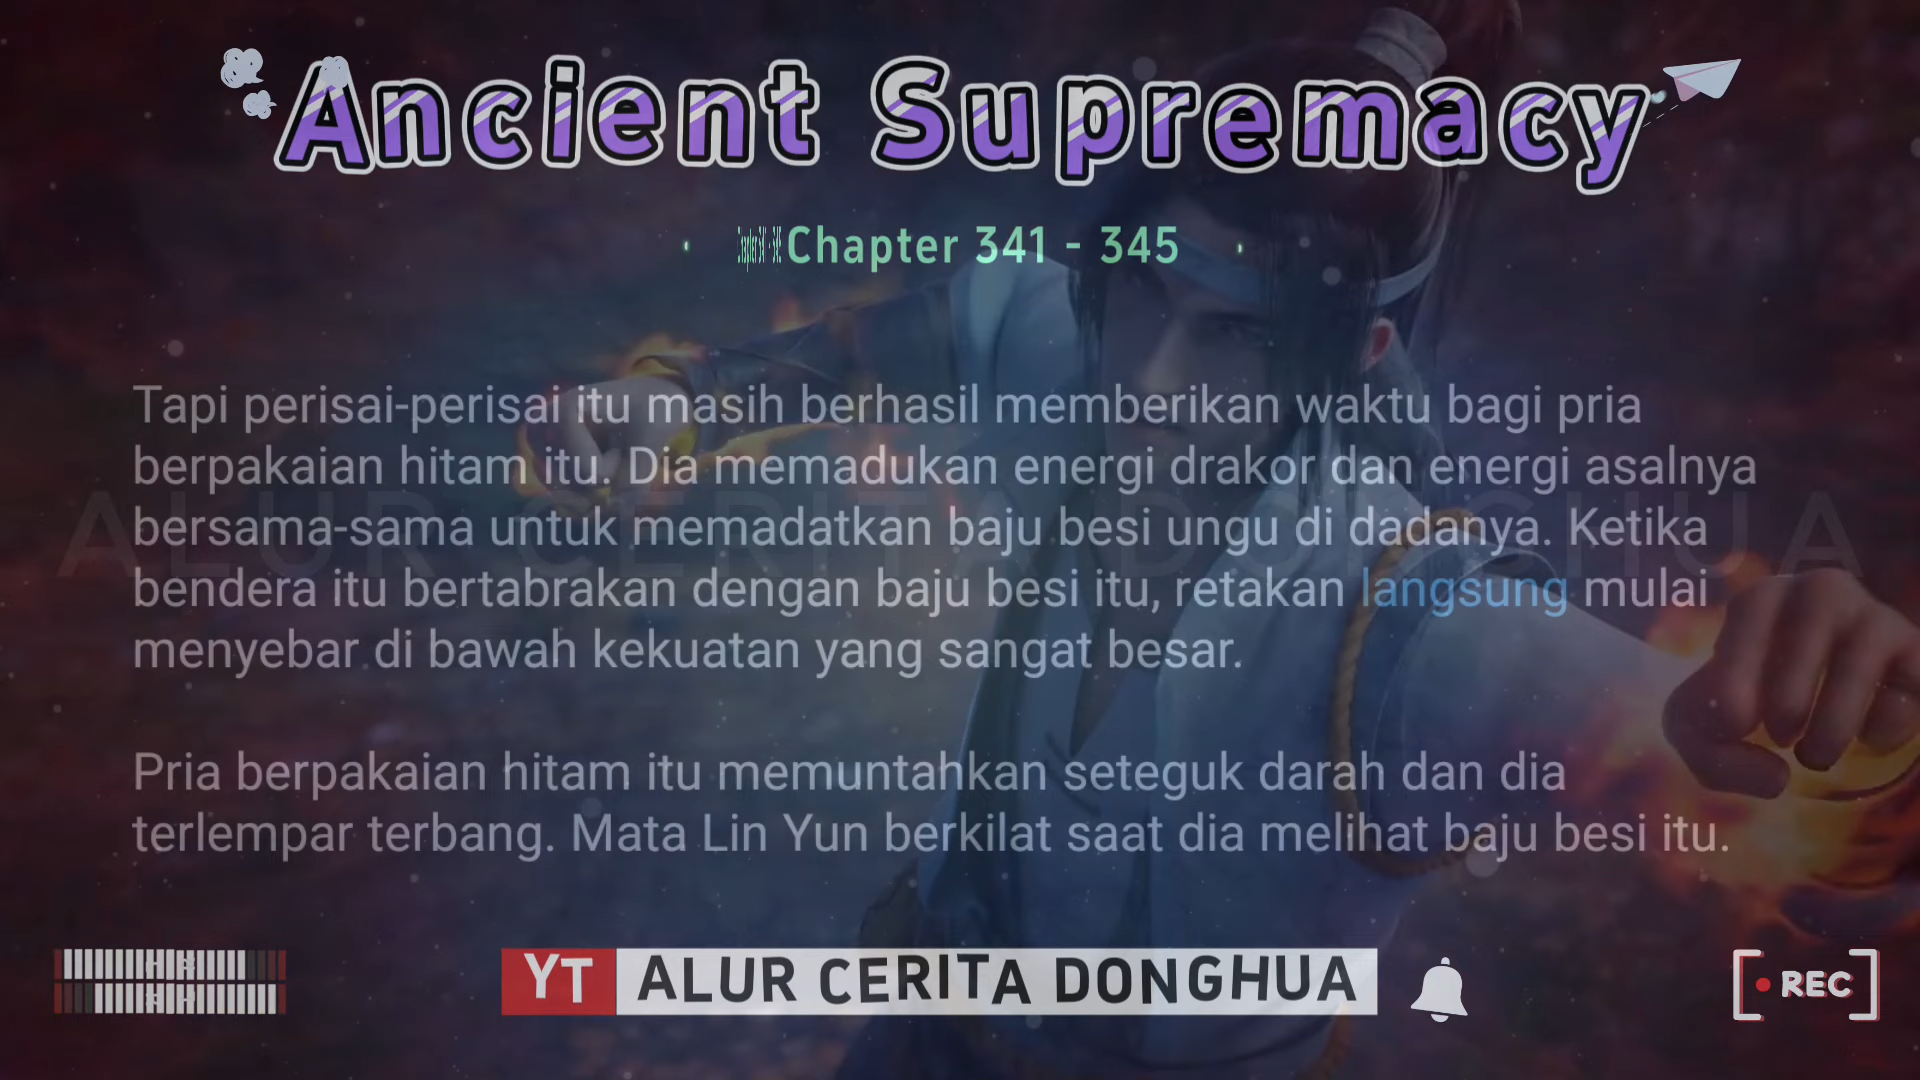 Ancient Supremacy
Chapter 341 - 345
Tapi perisai-perisai itu masih berhasil memberikan waktu bagi pria
berpakaian hitam itu. Dia memadukan energi drakor dan energi asalnya
bersama-sama untuk memadatkan baju besi ungu di dadanya. Ketika
bendera itu bertabrakan dengan baju besi itu, retakan langsung mulai
menyebar di bawah kekuatan yang sangat besar.
Pria berpakaian hitam itu memuntahkan seteguk darah dan dia
terlempar terbang. Mata Lin Yun berkilat saat dia melihat baju besi itu.
ALUR CERITA DONGHUA
YT ALUR CERITA DONGHUA
REC